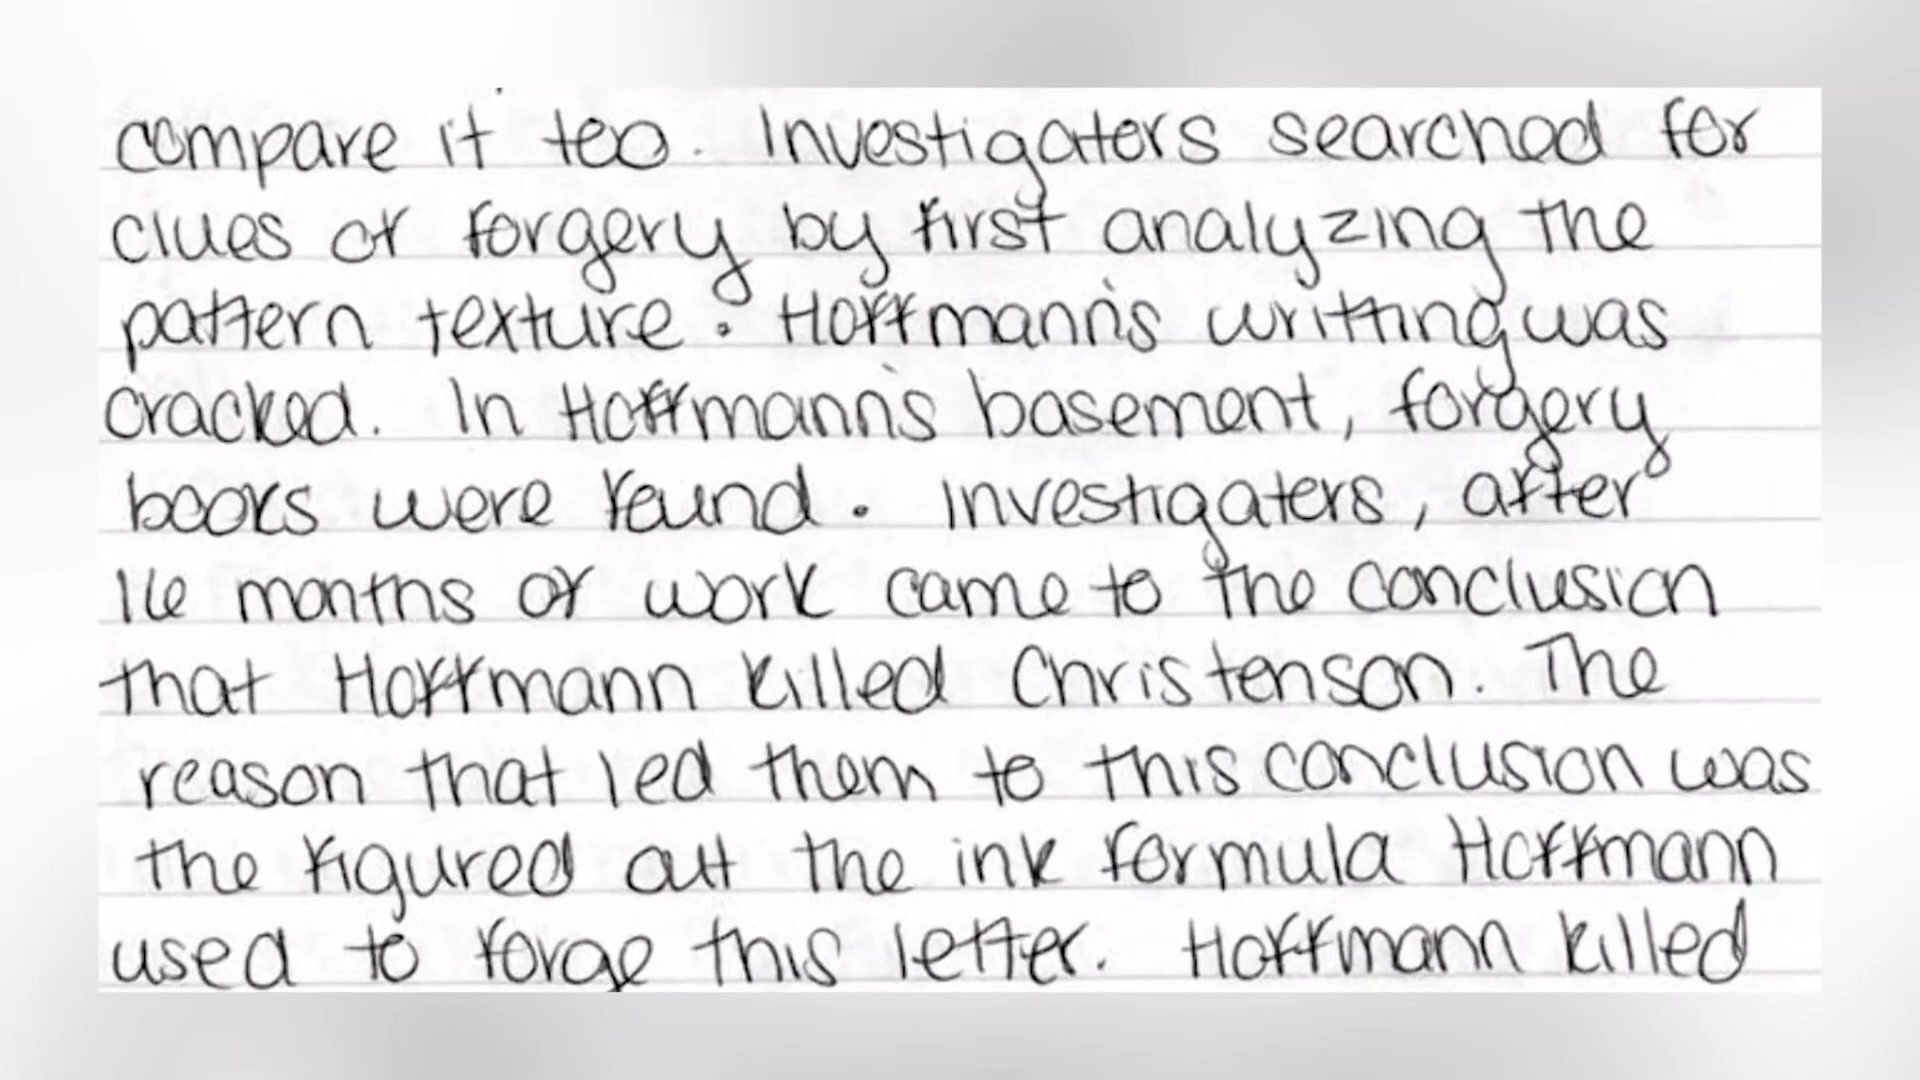 compare it too. Investigators searched for
clues of forgery by first analyzing the
pattern texture. Hoffmann's writting was
cracked. In Hoffmann's basement, forgery
books were found. Investigaters, after
16 months of work came to the conclusion
that Hoffmann killed Christenson. The
reason that led them to this conclusion was
the figured out the ink formula Hoffmann
used to forge this letter. Hoffmann killed